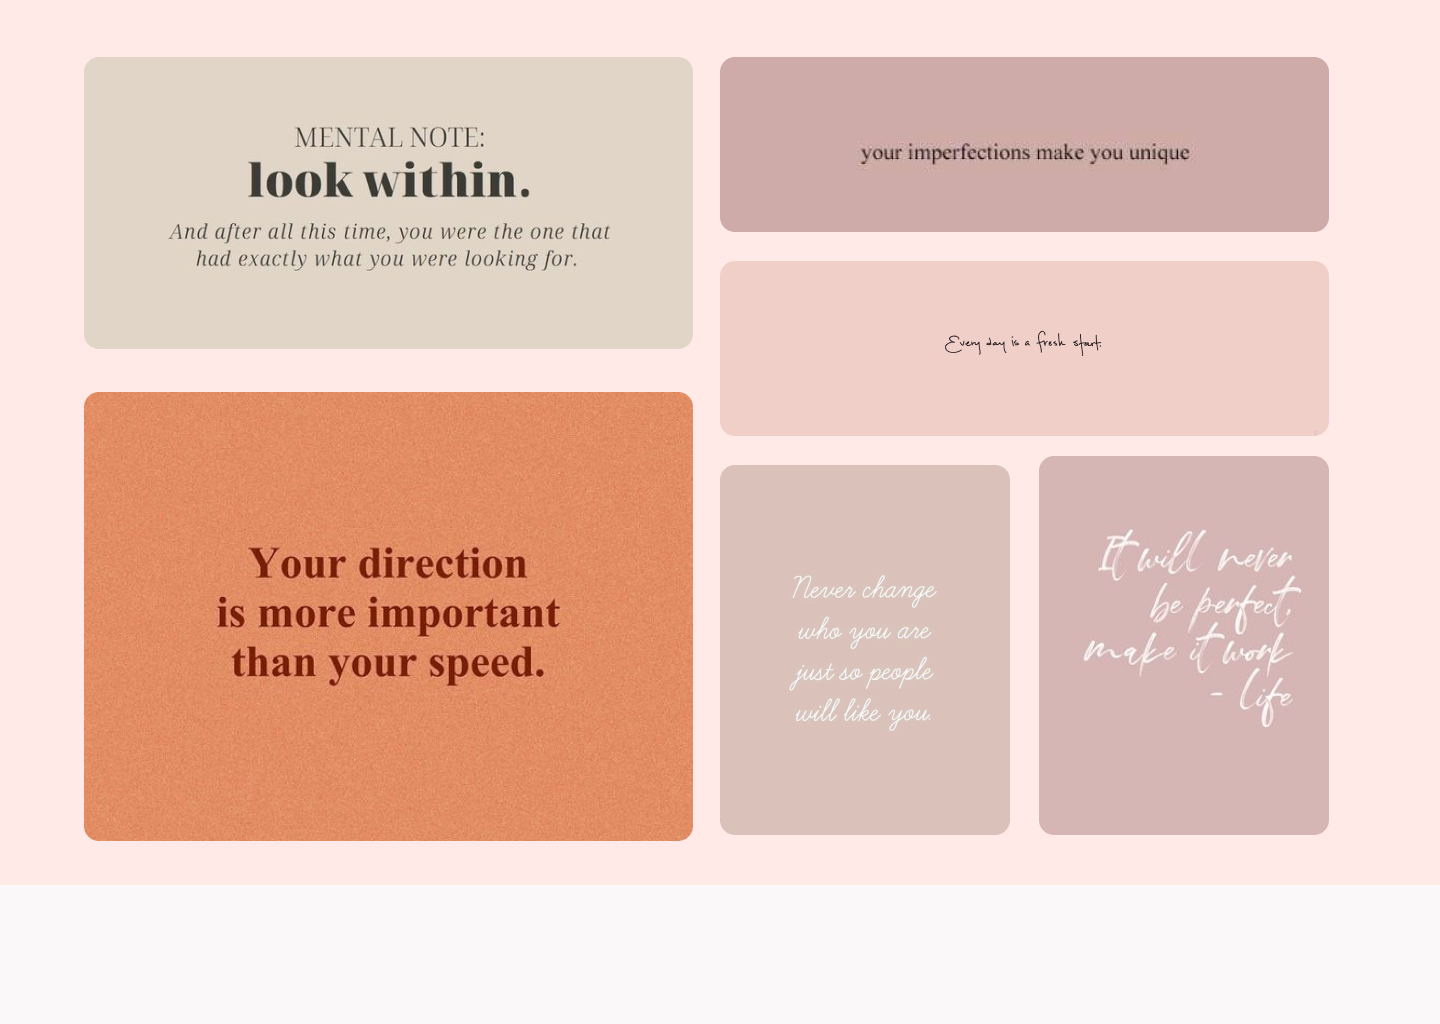 MENTAL NOTE:
look within.
And after all this time, you were the one that
had exactly what you were looking for.
your imperfections make you unique
Every day is a fresh start.
Your direction
is more important
than your speed.
Never change
who you are
just so people
will like you.
It will never
be perfect,
make it work
- Life